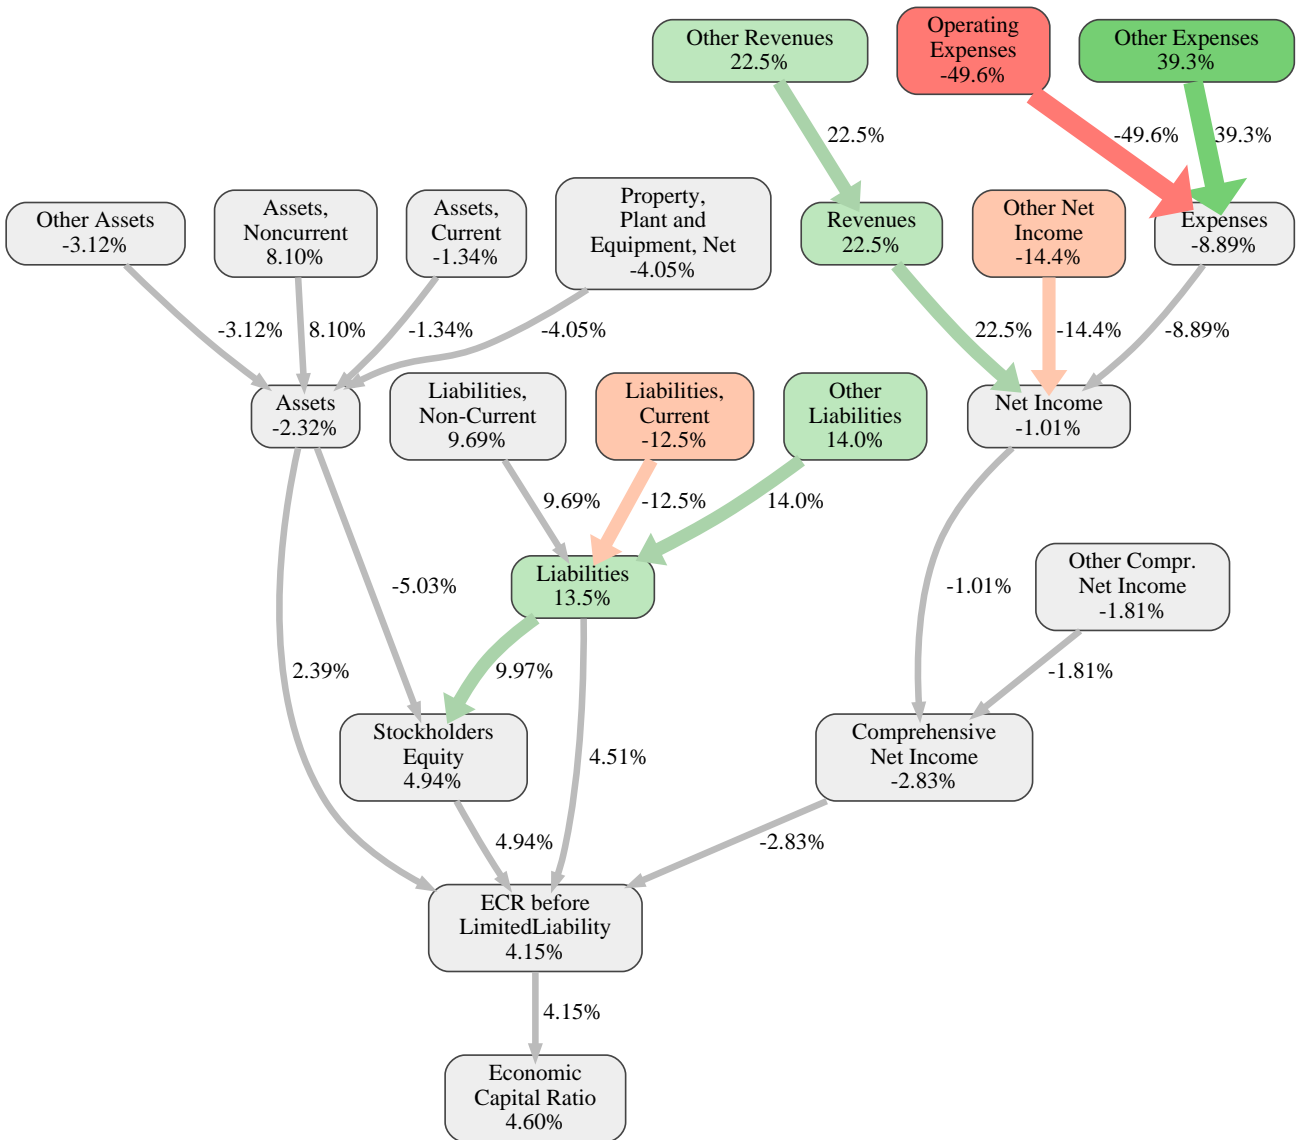 Other Revenues
22.5%
Operating
Expenses
-49.6%
Other Expenses
39.3%
22.5%
-49.6%
39.3%
Other Assets
-3.12%
Assets,
Noncurrent
8.10%
Assets,
Current
-1.34%
Property,
Plant and
Equipment, Net
-4.05%
Revenues
22.5%
Other Net
Income
-14.4%
Expenses
-8.89%
-3.12%
8.10%
-1.34%
-4.05%
22.5%
-14.4%
-8.89%
Assets
-2.32%
Liabilities,
Non-Current
9.69%
Liabilities,
Current
-12.5%
Other
Liabilities
14.0%
Net Income
-1.01%
9.69%
-12.5%
14.0%
-5.03%
Liabilities
13.5%
-1.01%
Other Compr.
Net Income
-1.81%
2.39%
9.97%
-1.81%
Stockholders
Equity
4.94%
4.51%
Comprehensive
Net Income
-2.83%
4.94%
-2.83%
ECR before
LimitedLiability
4.15%
4.15%
Economic
Capital Ratio
4.60%